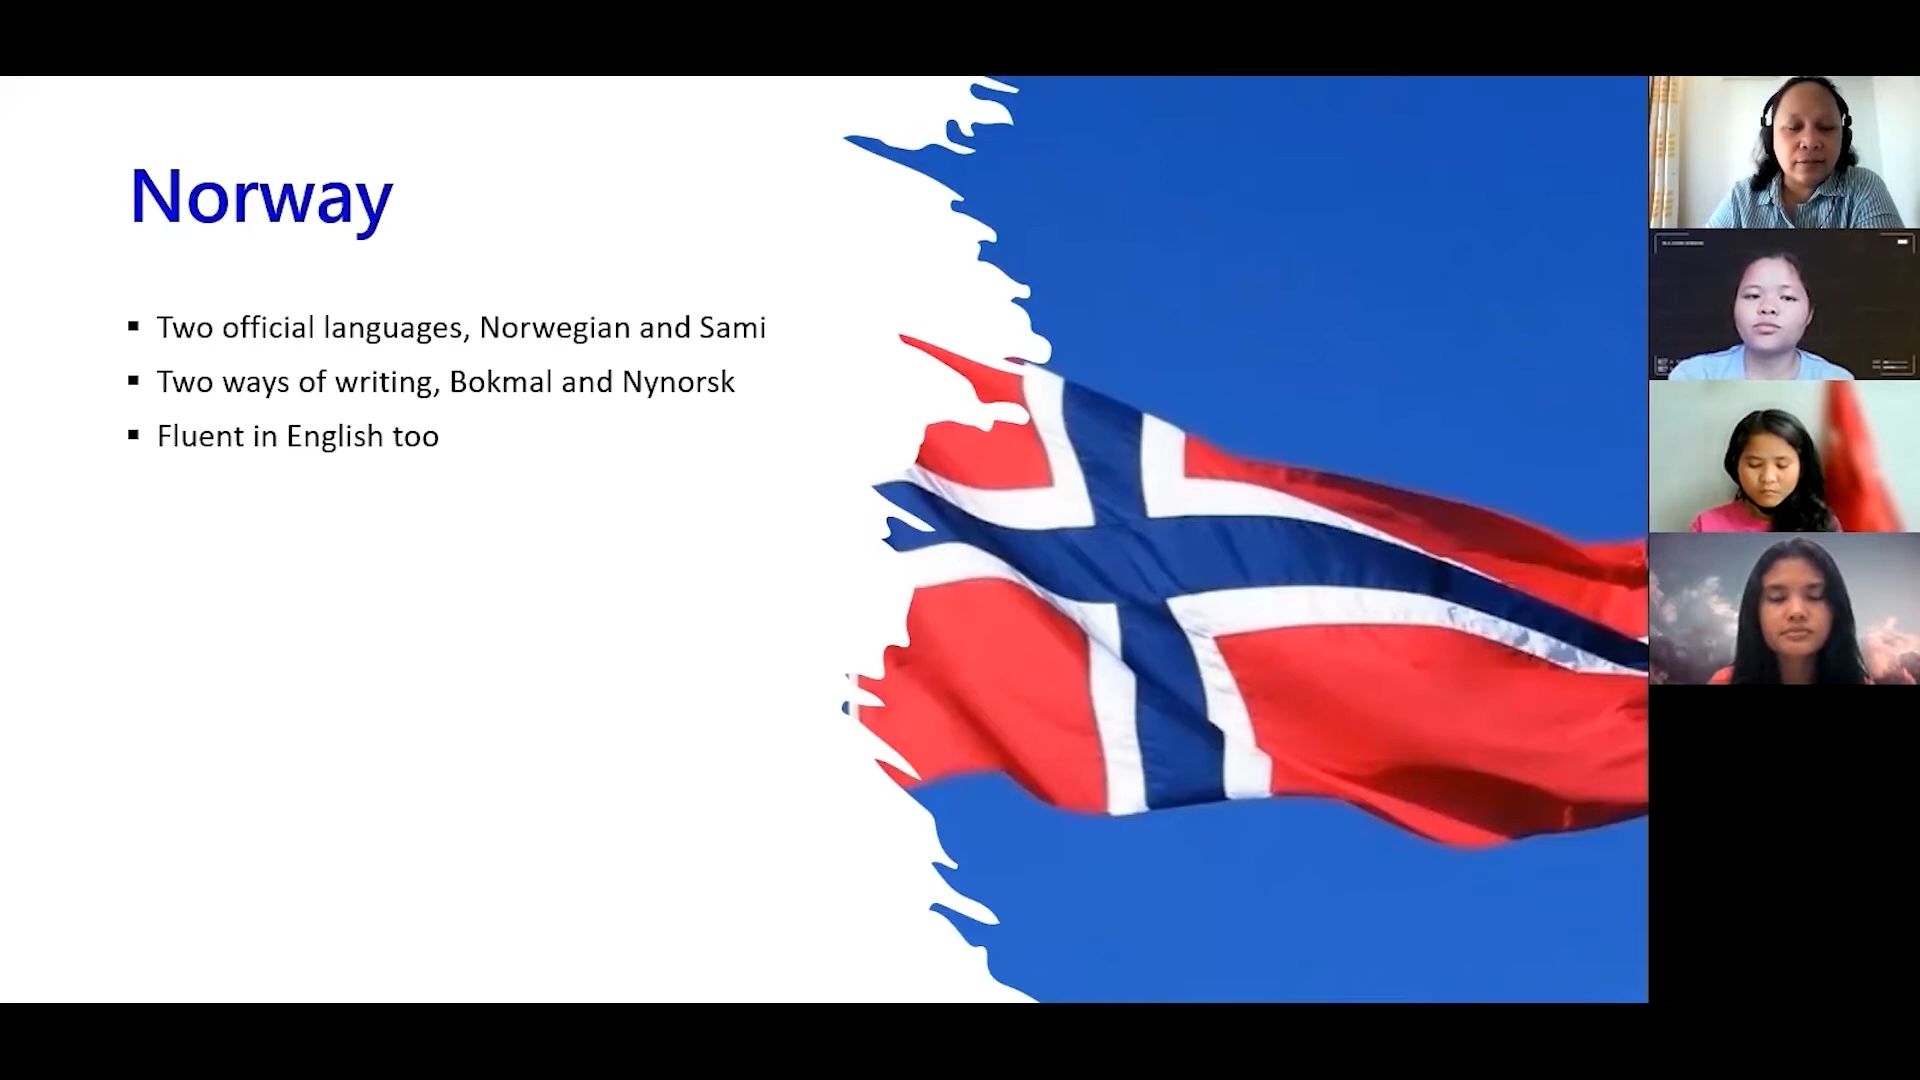 Norway
▪ Two official languages, Norwegian and Sami
▪ Two ways of writing, Bokmal and Nynorsk
▪ Fluent in English too